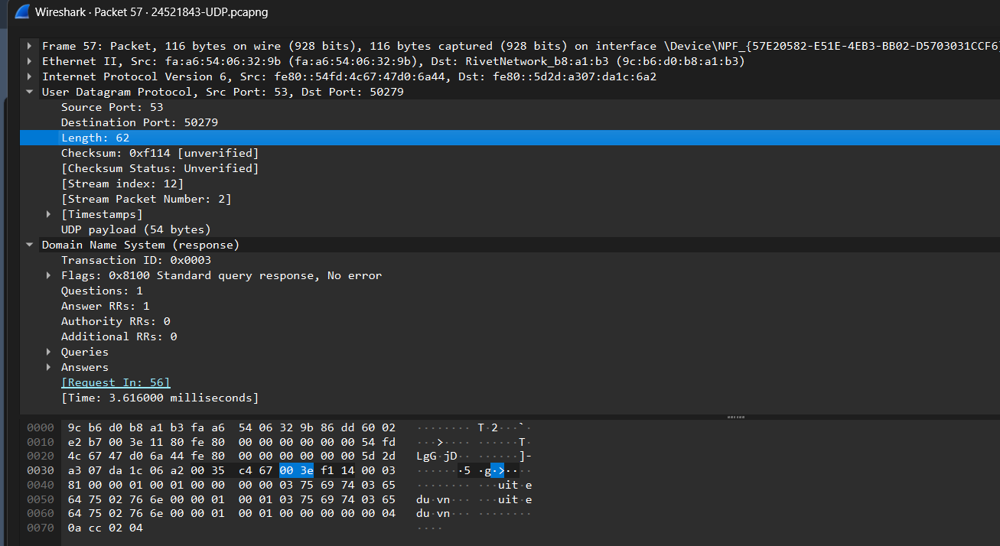 Wireshark · Packet 57 · 24521843-UDP.pcapng
Frame 57: Packet, 116 bytes on wire (928 bits), 116 bytes captured (928 bits) on interface \Device\NPF_{57E20582-E51E-4EB3-BB02-D5703031CCF6}
Ethernet II, Src: fa:a6:54:06:32:9b (fa:a6:54:06:32:9b), Dst: RivetNetwork_b8:a1:b3 (9c:b6:d0:b8:a1:b3)
Internet Protocol Version 6, Src: fe80::54fd:4c67:47d0:6a44, Dst: fe80::5d2d:a307:da1c:6a2
User Datagram Protocol, Src Port: 53, Dst Port: 50279
Source Port: 53
Destination Port: 50279
Length: 62
Checksum: 0xf114 [unverified]
[Checksum Status: Unverified]
[Stream index: 12]
[Stream Packet Number: 2]
[Timestamps]
UDP payload (54 bytes)
Domain Name System (response)
Transaction ID: 0x0003
Flags: 0x8100 Standard query response, No error
Questions: 1
Answer RRs: 1
Authority RRs: 0
Additional RRs: 0
Queries
Answers
[Request In: 56]
[Time: 3.616000 milliseconds]
0000 9c b6 d0 b8 a1 b3 fa a6 54 06 32 9b 86 dd 60 02 ········ T·2···`·
0010 e2 b7 00 3e 11 80 fe 80 00 00 00 00 00 00 54 fd ···>···· ······T·
0020 4c 67 47 d0 6a 44 fe 80 00 00 00 00 00 00 5d 2d LgG·jD·· ······]-
0030 a3 07 da 1c 06 a2 00 35 c4 67 00 3e f1 14 00 03 ·······5 ·g·>····
0040 81 00 00 01 00 01 00 00 00 00 03 75 69 74 03 65 ········ ···uit·e
0050 64 75 02 76 6e 00 00 01 00 01 03 75 69 74 03 65 du·vn··· ···uit·e
0060 64 75 02 76 6e 00 00 01 00 01 00 00 00 00 00 04 du·vn··· ········
0070 0a cc 02 04 ····